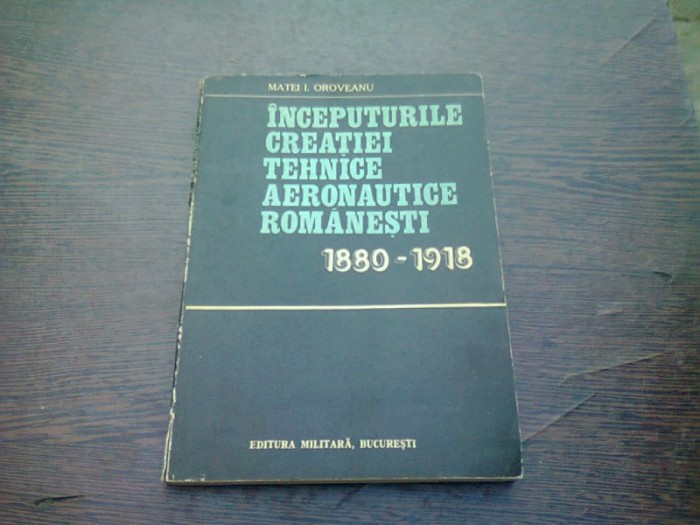 MATEI I. OROVEANU
ÎNCEPUTURILE
CREAȚIEI
TEHNICE
AERONAUTICE
ROMÂNEȘTI
1880-1918
EDITURA MILITARĂ, BUCUREȘTI